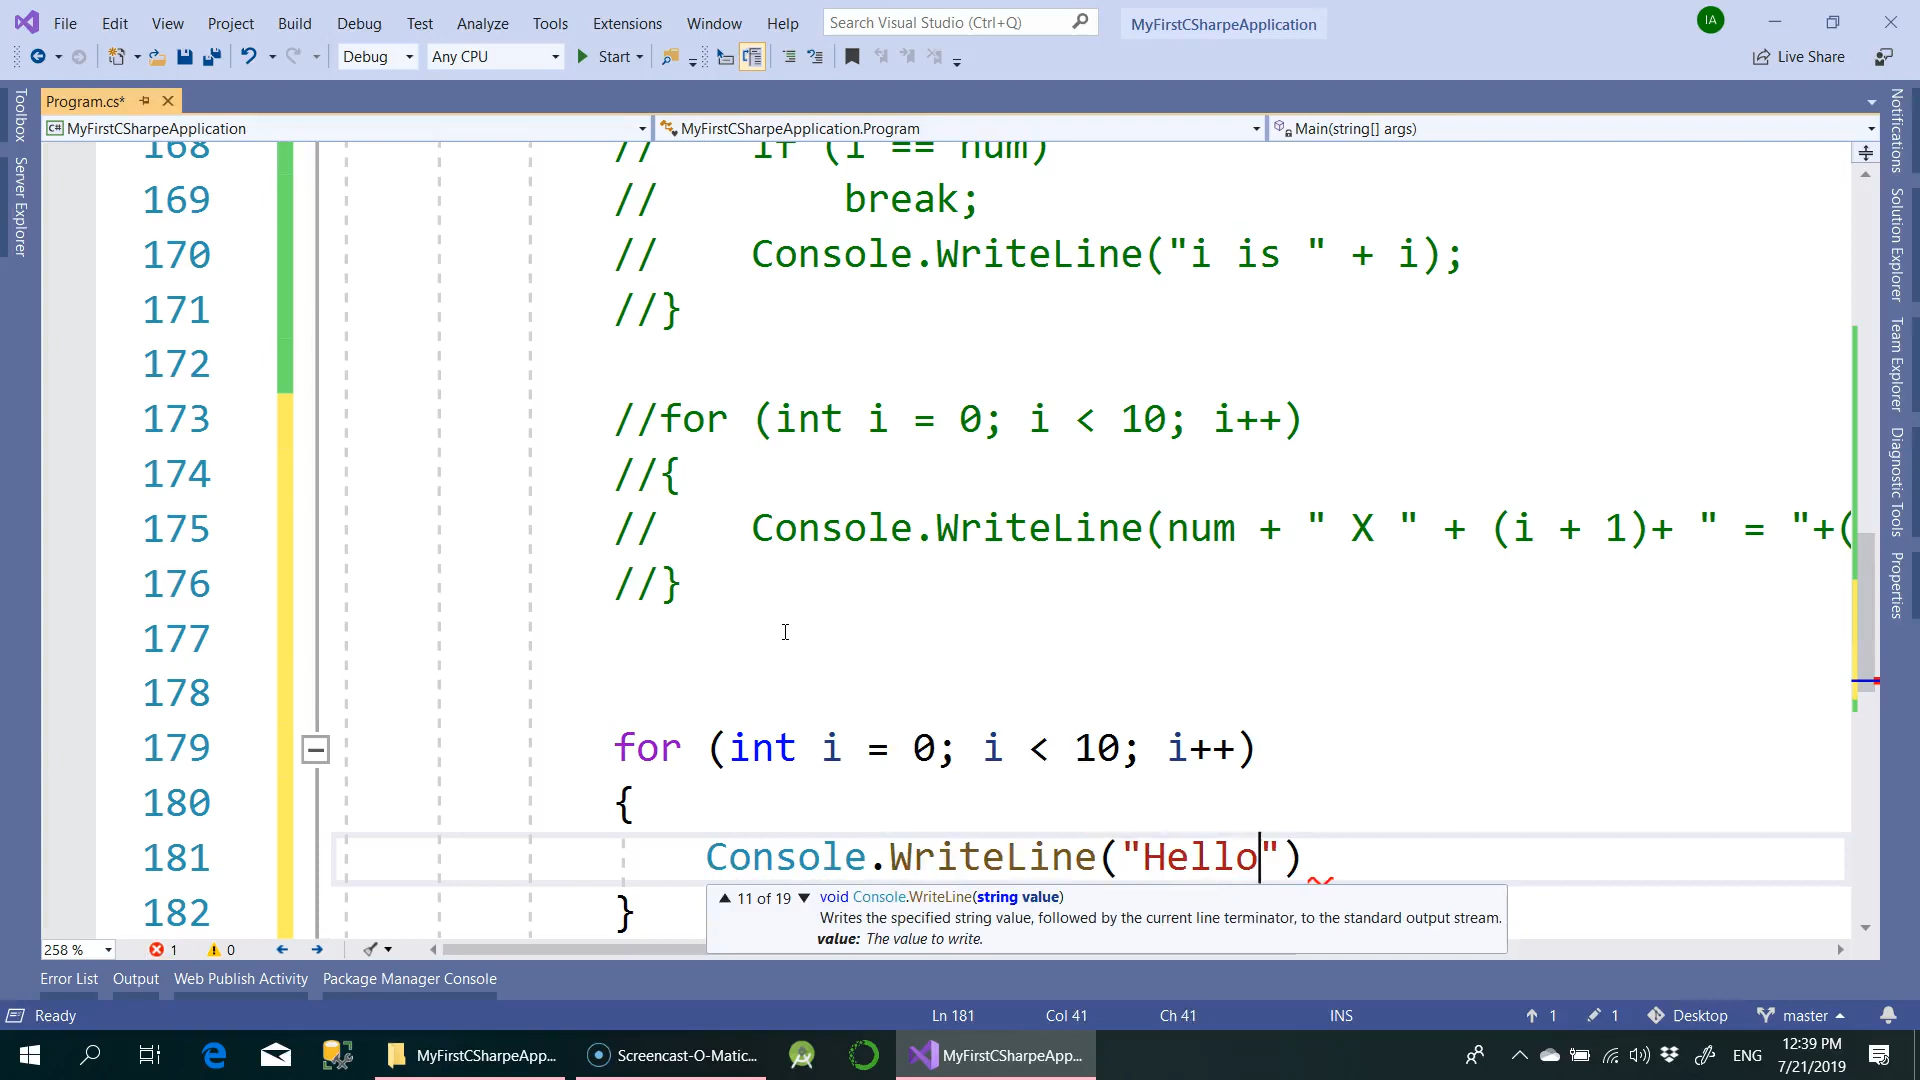 File Edit View Project Build Debug Test Analyze Tools Extensions Window Help Search Visual Studio (Ctrl+Q) MyFirstCSharpeApplication IA
Debug Any CPU Start Live Share
Program.cs*
C# MyFirstCSharpeApplication MyFirstCSharpeApplication.Program Main(string[] args)
Toolbox
Server Explorer
168 // if (i == num)
169 // break;
170 // Console.WriteLine("i is " + i);
171 //}
172
173 //for (int i = 0; i < 10; i++)
174 //{
175 // Console.WriteLine(num + " X " + (i + 1)+ " = "+(
176 //}
177
178
179 for (int i = 0; i < 10; i++)
180 {
181 Console.WriteLine("Hello")
182 }
11 of 19 void Console.WriteLine(string value)
Writes the specified string value, followed by the current line terminator, to the standard output stream.
value: The value to write.
Notifications
Solution Explorer
Team Explorer
Diagnostic Tools
Properties
258 % 1 0
Error List Output Web Publish Activity Package Manager Console
Ready Ln 181 Col 41 Ch 41 INS 1 1 Desktop master
MyFirstCSharpeApp... Screencast-O-Matic... MyFirstCSharpeApp... ENG 12:39 PM
7/21/2019